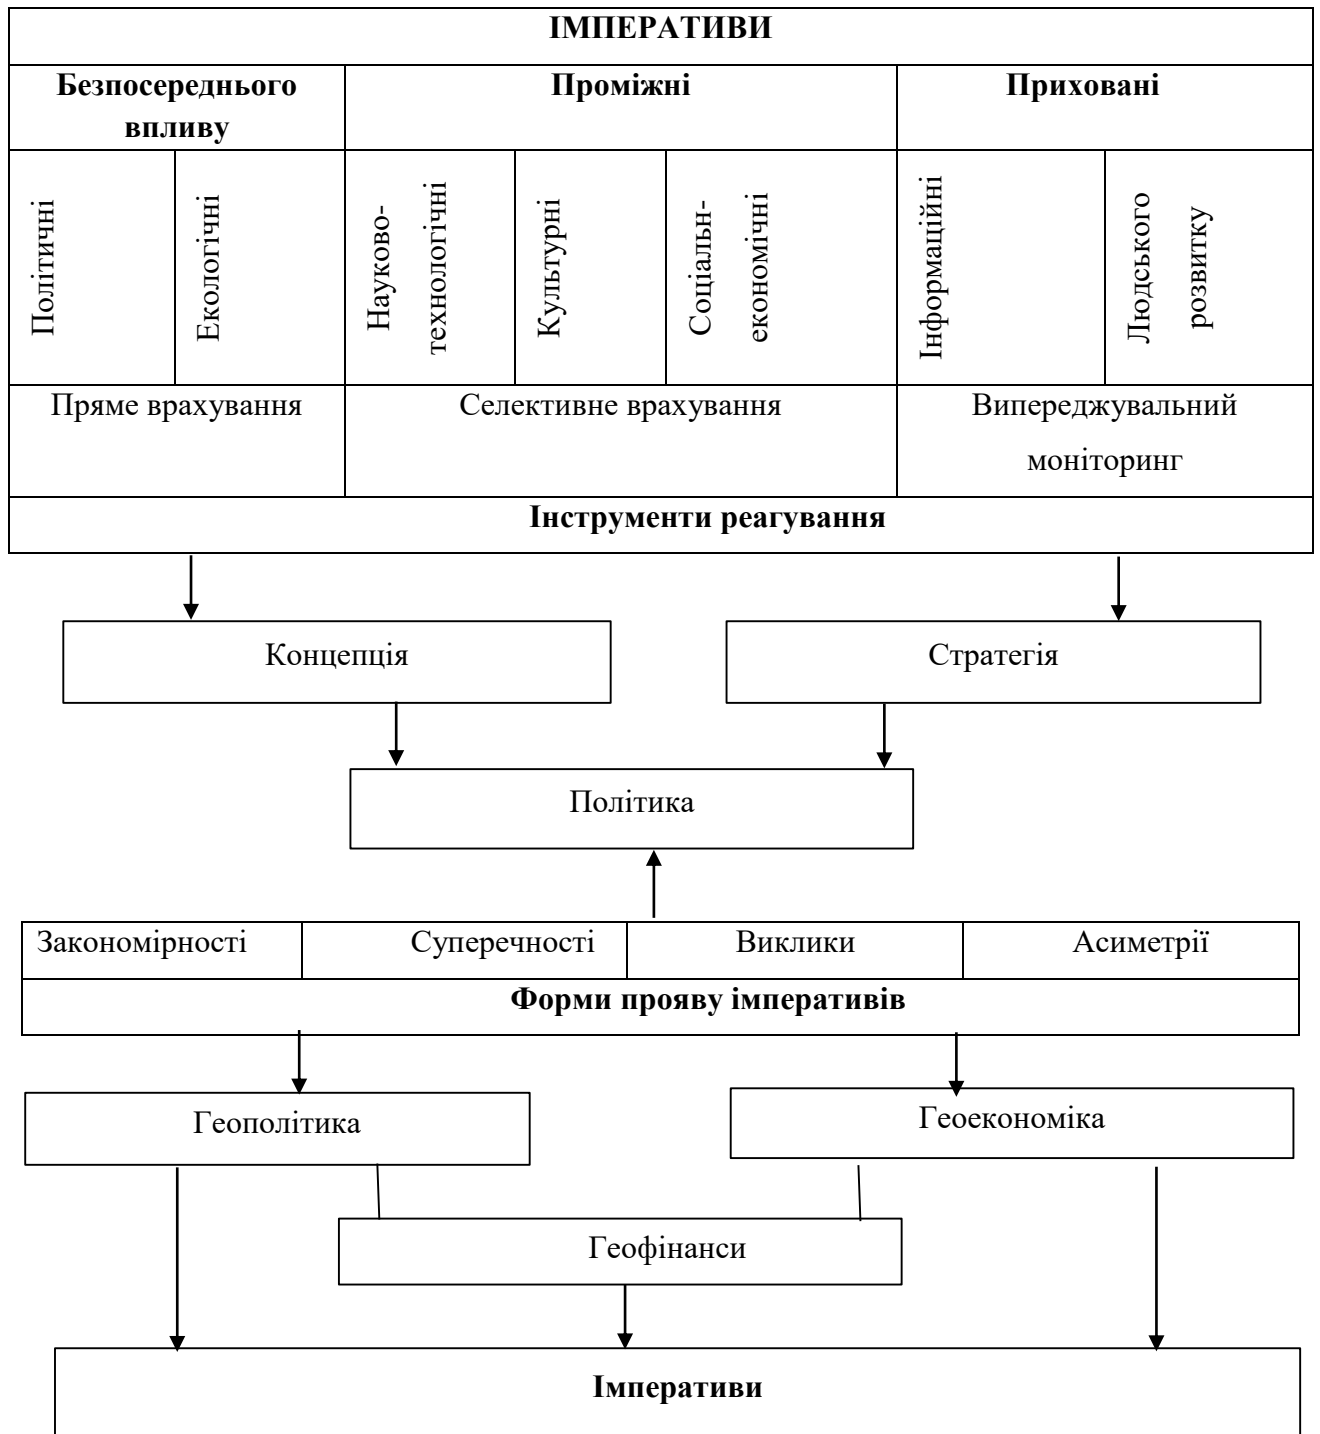 ІМПЕРАТИВИ
Безпосереднього
впливу
Проміжні
Приховані
Політичні
Екологічні
Науково-
технологічні
Культурні
Соціальн-
економічні
Інформаційні
Людського
розвитку
Пряме врахування
Селективне врахування
Випереджувальний
моніторинг
Інструменти реагування
Концепція
Стратегія
Політика
Закономірності
Суперечності
Виклики
Асиметрії
Форми прояву імперативів
Геополітика
Геоекономіка
Геофінанси
Імперативи